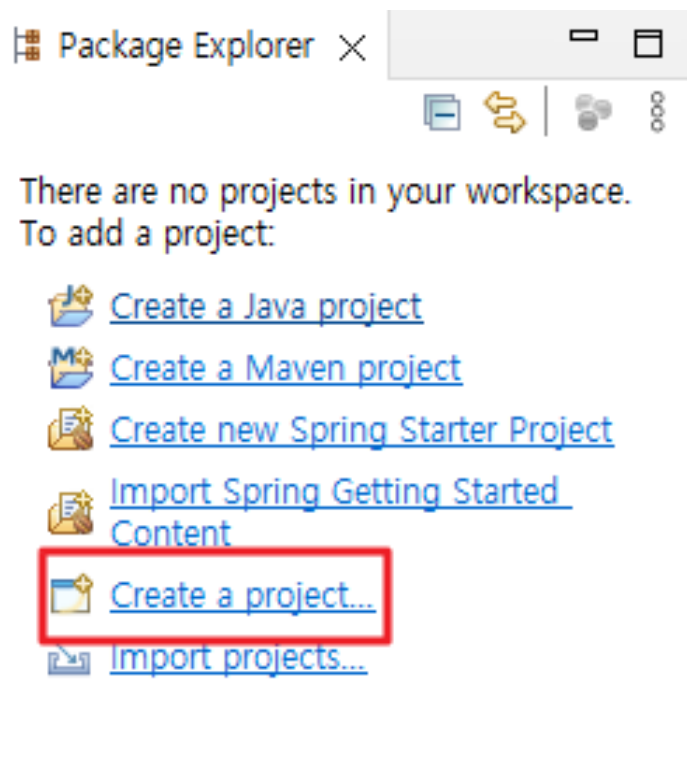 Package Explorer
There are no projects in your workspace.
To add a project:
Create a Java project
Create a Maven project
Create new Spring Starter Project
Import Spring Getting Started
Content
Create a project...
Import projects...